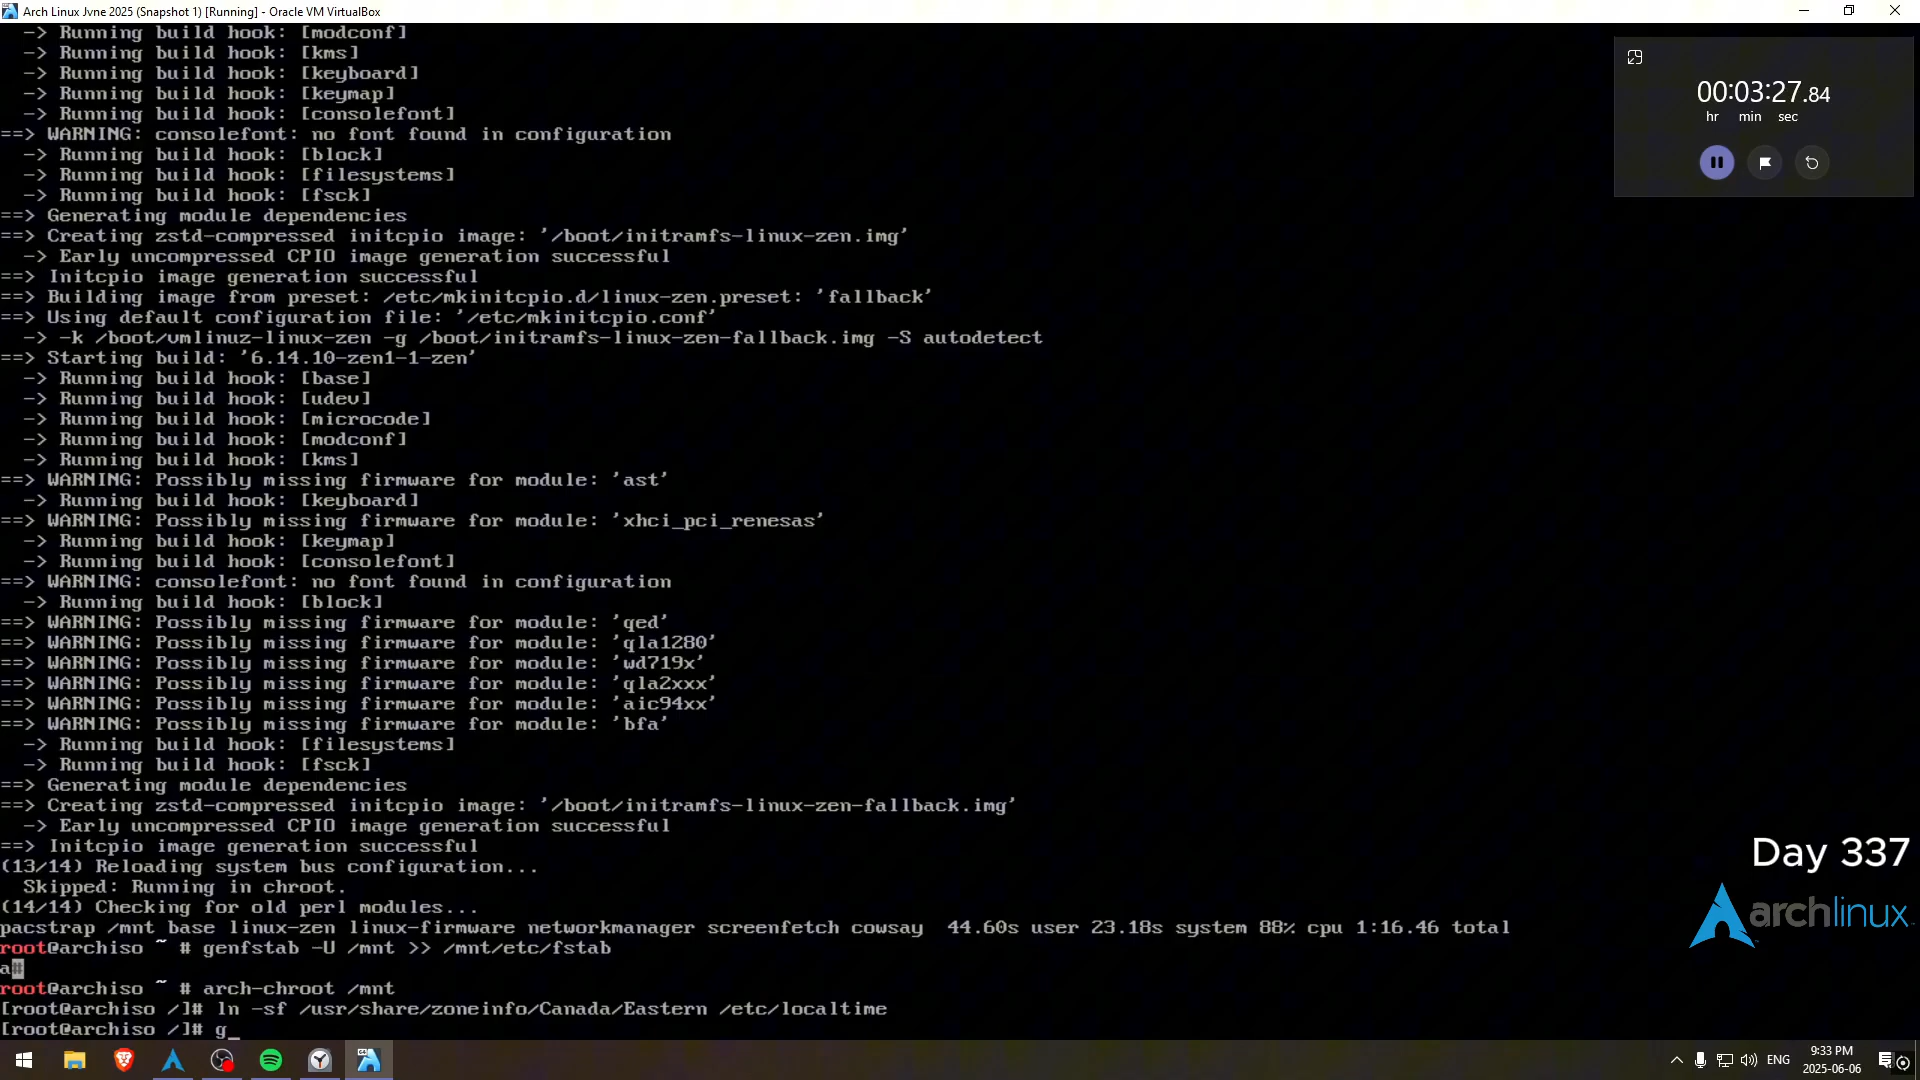 Arch Linux Jvne 2025 (Snapshot 1) [Running] - Oracle VM VirtualBox
-> Running build hook: [modconf]
-> Running build hook: [kms]
-> Running build hook: [keyboard]
-> Running build hook: [keymap]
-> Running build hook: [consolefont]
==> WARNING: consolefont: no font found in configuration
-> Running build hook: [block]
-> Running build hook: [filesystems]
-> Running build hook: [fsck]
==> Generating module dependencies
==> Creating zstd-compressed initcpio image: '/boot/initramfs-linux-zen.img'
-> Early uncompressed CPIO image generation successful
==> Initcpio image generation successful
==> Building image from preset: /etc/mkinitcpio.d/linux-zen.preset: 'fallback'
==> Using default configuration file: '/etc/mkinitcpio.conf'
-> -k /boot/vmlinuz-linux-zen -g /boot/initramfs-linux-zen-fallback.img -S autodetect
==> Starting build: '6.14.10-zen1-1-zen'
-> Running build hook: [base]
-> Running build hook: [udev]
-> Running build hook: [microcode]
-> Running build hook: [modconf]
-> Running build hook: [kms]
==> WARNING: Possibly missing firmware for module: 'ast'
-> Running build hook: [keyboard]
==> WARNING: Possibly missing firmware for module: 'xhci_pci_renesas'
-> Running build hook: [keymap]
-> Running build hook: [consolefont]
==> WARNING: consolefont: no font found in configuration
-> Running build hook: [block]
==> WARNING: Possibly missing firmware for module: 'qed'
==> WARNING: Possibly missing firmware for module: 'qla1280'
==> WARNING: Possibly missing firmware for module: 'wd719x'
==> WARNING: Possibly missing firmware for module: 'qla2xxx'
==> WARNING: Possibly missing firmware for module: 'aic94xx'
==> WARNING: Possibly missing firmware for module: 'bfa'
-> Running build hook: [filesystems]
-> Running build hook: [fsck]
==> Generating module dependencies
==> Creating zstd-compressed initcpio image: '/boot/initramfs-linux-zen-fallback.img'
-> Early uncompressed CPIO image generation successful
==> Initcpio image generation successful
(13/14) Reloading system bus configuration...
Skipped: Running in chroot.
(14/14) Checking for old perl modules...
pacstrap /mnt base linux-zen linux-firmware networkmanager screenfetch cowsay  44.60s user 23.18s system 88% cpu 1:16.46 total
root@archiso ~ # genfstab -U /mnt >> /mnt/etc/fstab
a#
root@archiso ~ # arch-chroot /mnt
[root@archiso /]# ln -sf /usr/share/zoneinfo/Canada/Eastern /etc/localtime
[root@archiso /]# g_
00:03:27.84
hr min sec
Day 337
archlinux
ENG
9:33 PM
2025-06-06